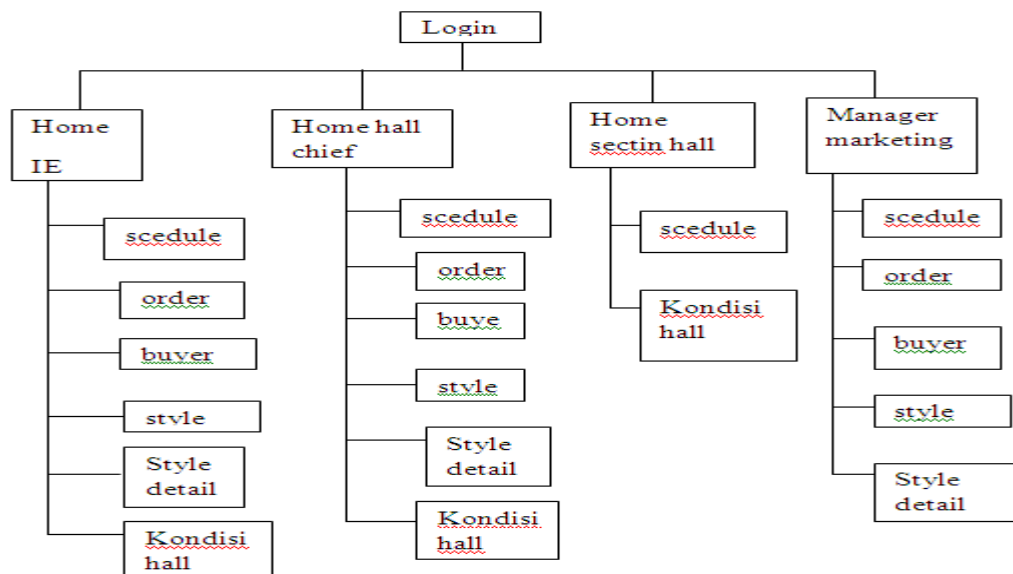 Login
Home
IE
scedule
order
buyer
style
Style
detail
Kondisi
hall
Home hall
chief
scedule
order
buye
style
Style
detail
Kondisi
hall
Home
sectin hall
scedule
Kondisi
hall
Manager
marketing
scedule
order
buyer
style
Style
detail